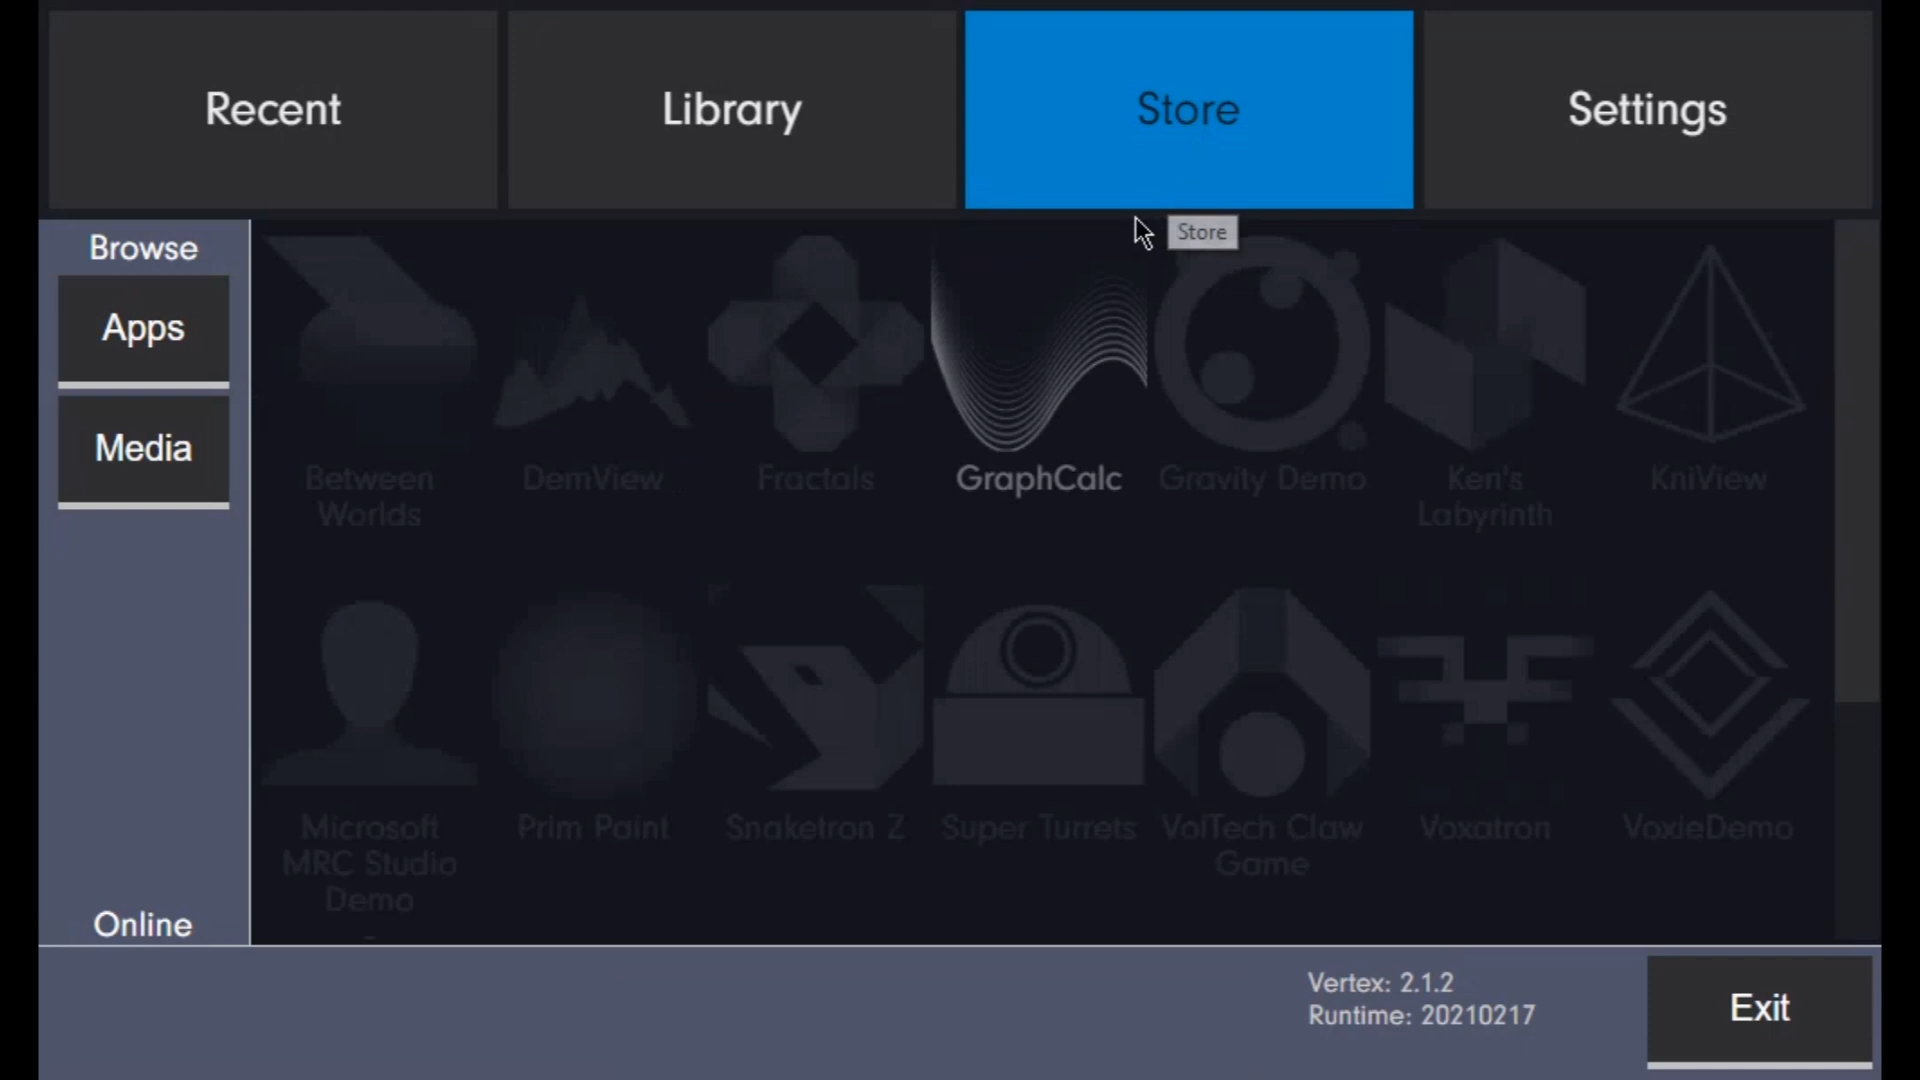 Recent
Library
Store
Settings
Browse
Store
Apps
Media
Between
Worlds
DemView
Fractals
GraphCalc
Gravity Demo
Ken's
Labyrinth
KniView
Microsoft
MRC Studio
Demo
Prim Paint
Snaketron Z
Super Turrets
VolTech Claw
Game
Voxatron
VoxieDemo
Online
Vertex: 2.1.2
Runtime: 20210217
Exit